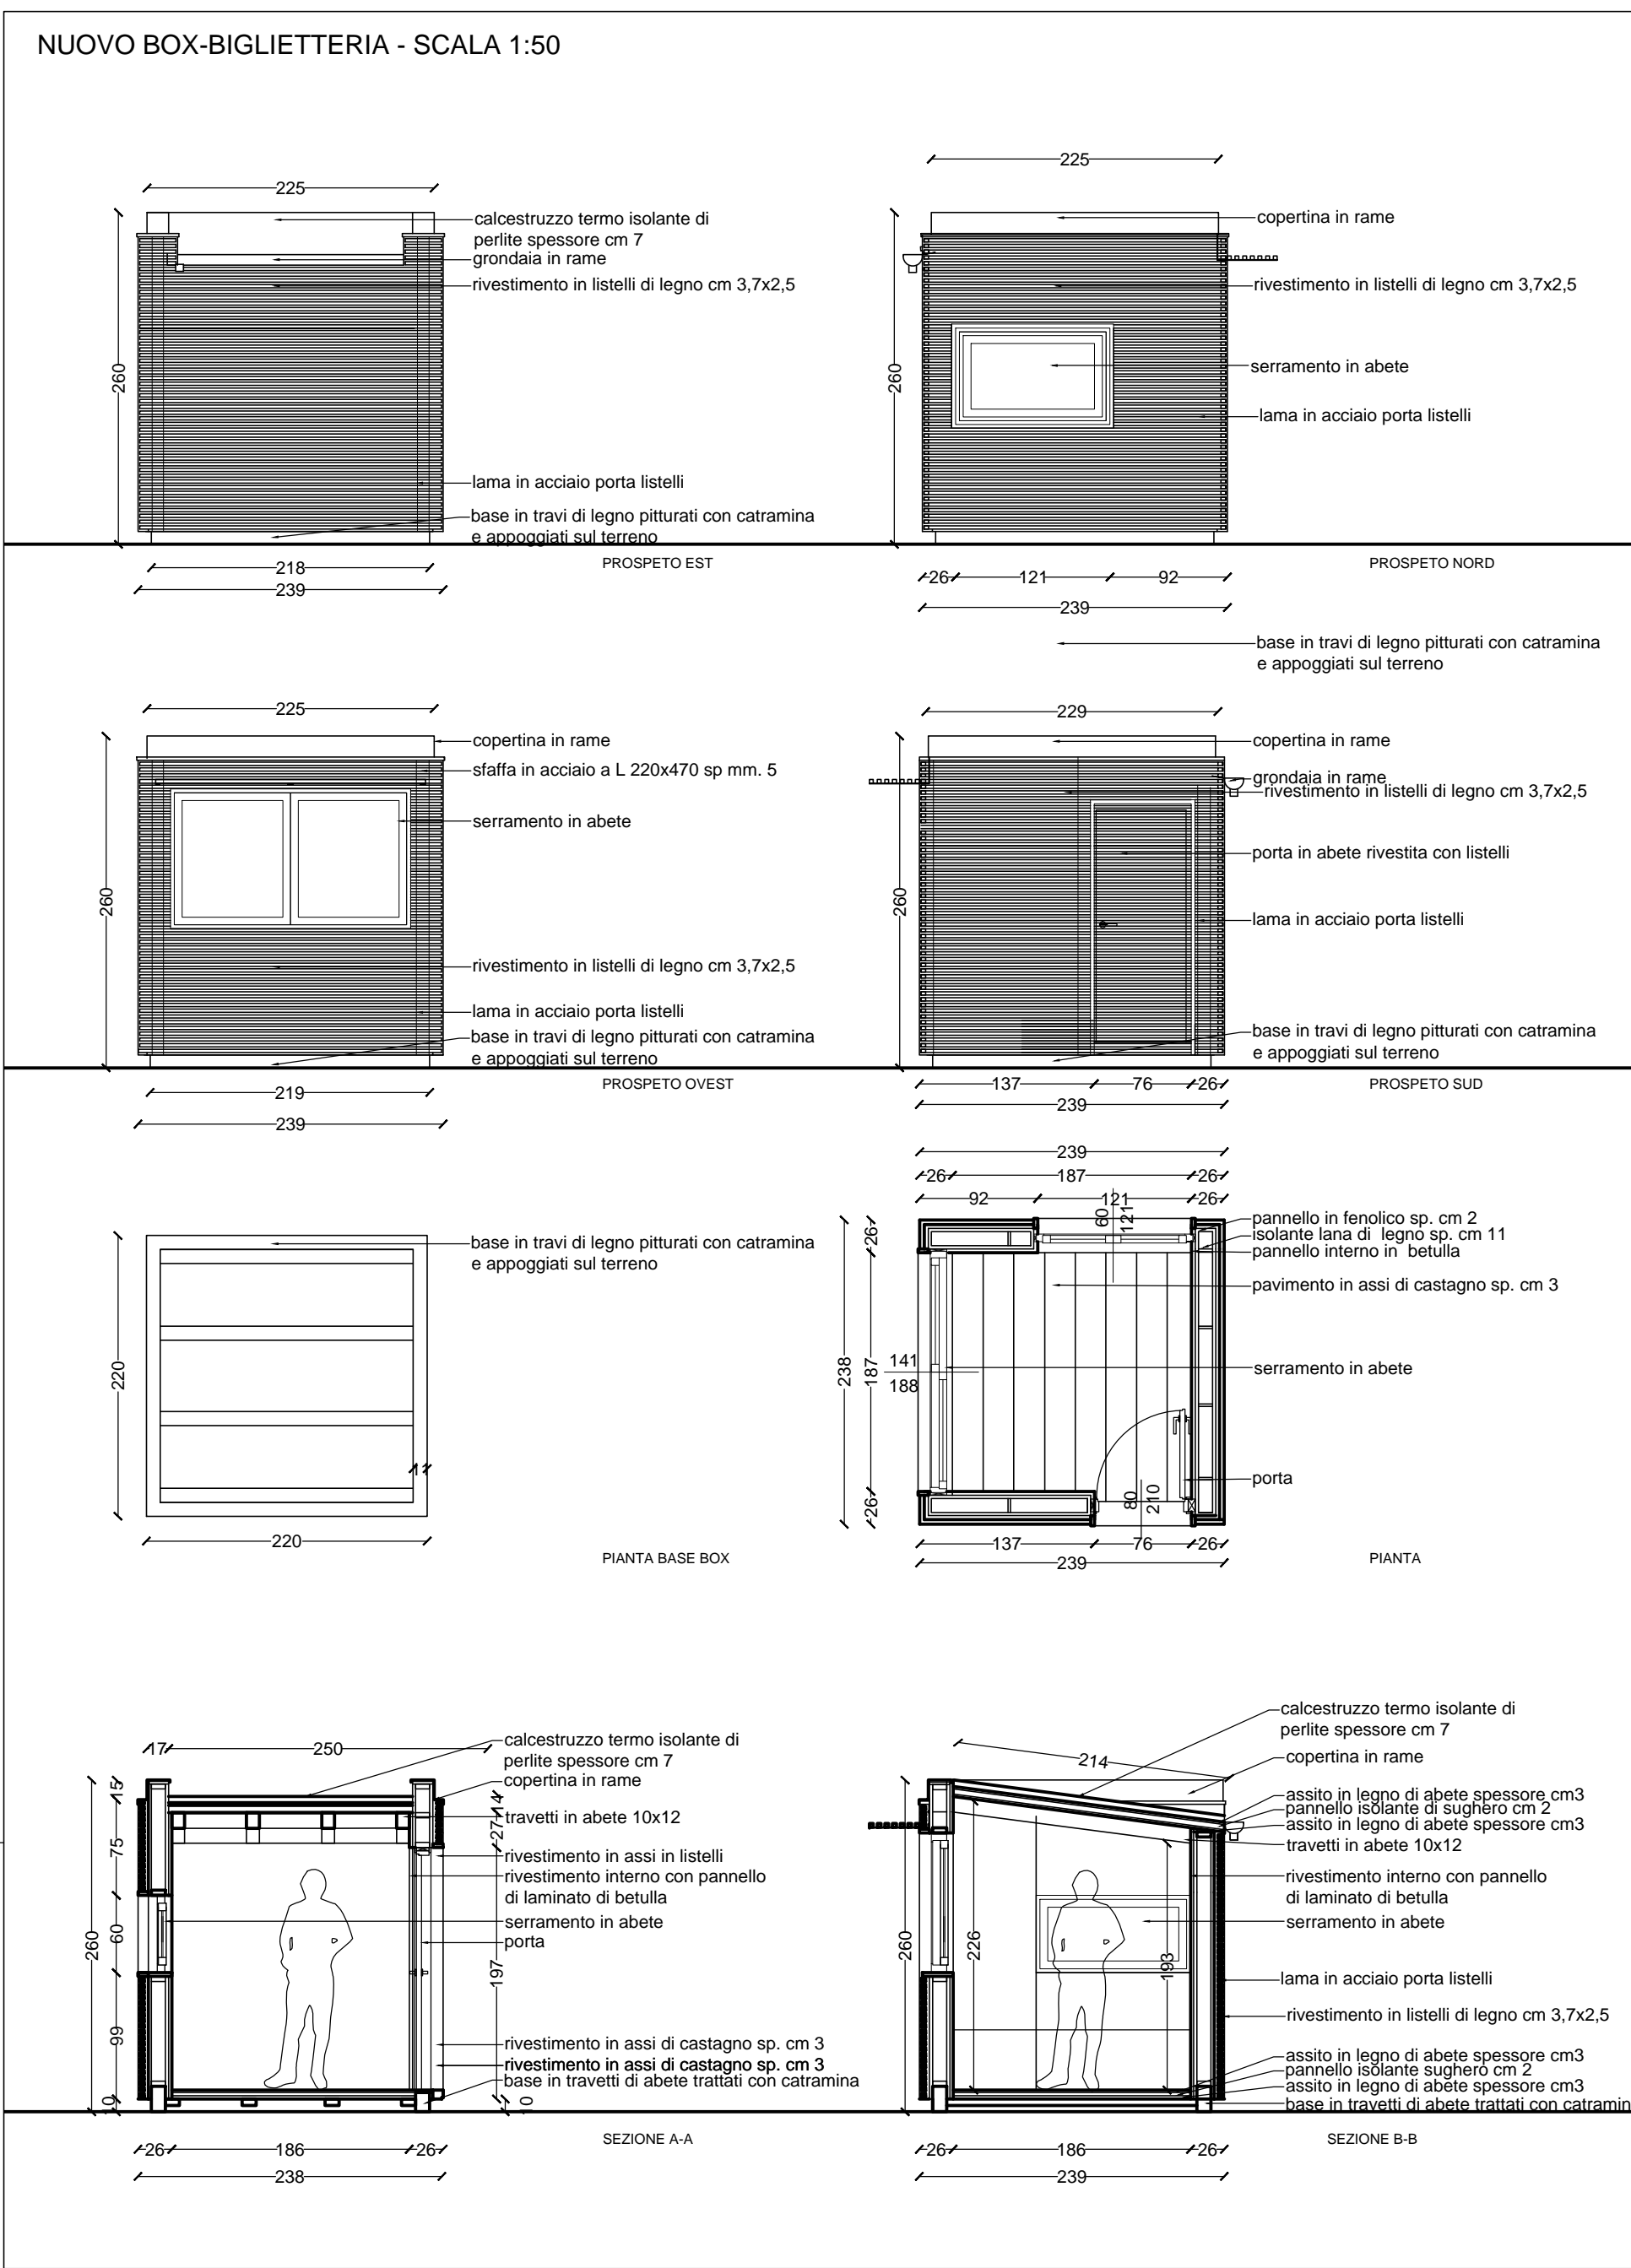 NUOVO BOX-BIGLIETTERIA - SCALA 1:50
225
calcestruzzo termo isolante di
perlite spessore cm 7
grondaia in rame
rivestimento in listelli di legno cm 3,7x2,5
260
lama in acciaio porta listelli
base in travi di legno pitturati con catramina
e appoggiati sul terreno
PROSPETO EST
218
239
225
copertina in rame
rivestimento in listelli di legno cm 3,7x2,5
260
serramento in abete
lama in acciaio porta listelli
PROSPETO NORD
26 121 92
239
base in travi di legno pitturati con catramina
e appoggiati sul terreno
225
copertina in rame
sfaffa in acciaio a L 220x470 sp mm. 5
serramento in abete
260
rivestimento in listelli di legno cm 3,7x2,5
lama in acciaio porta listelli
base in travi di legno pitturati con catramina
e appoggiati sul terreno
PROSPETO OVEST
219
239
229
copertina in rame
grondaia in rame
rivestimento in listelli di legno cm 3,7x2,5
porta in abete rivestita con listelli
260
lama in acciaio porta listelli
base in travi di legno pitturati con catramina
e appoggiati sul terreno
137 76 26
PROSPETO SUD
239
base in travi di legno pitturati con catramina
e appoggiati sul terreno
220
11
220
PIANTA BASE BOX
239
26 187 26
92 121 26
60
121
pannello in fenolico sp. cm 2
isolante lana di legno sp. cm 11
pannello interno in betulla
pavimento in assi di castagno sp. cm 3
26
238
187
141
188
serramento in abete
porta
26
80
210
137 76 26
239
PIANTA
17 250
calcestruzzo termo isolante di
perlite spessore cm 7
copertina in rame
travetti in abete 10x12
15
14
27
75
rivestimento in assi in listelli
rivestimento interno con pannello
di laminato di betulla
serramento in abete
porta
60
260
197
99
rivestimento in assi di castagno sp. cm 3
rivestimento in assi di castagno sp. cm 3
base in travetti di abete trattati con catramina
10
10
SEZIONE A-A
26 186 26
238
calcestruzzo termo isolante di
perlite spessore cm 7
214
copertina in rame
assito in legno di abete spessore cm3
pannello isolante di sughero cm 2
assito in legno di abete spessore cm3
travetti in abete 10x12
rivestimento interno con pannello
di laminato di betulla
serramento in abete
260
226
193
lama in acciaio porta listelli
rivestimento in listelli di legno cm 3,7x2,5
assito in legno di abete spessore cm3
pannello isolante sughero cm 2
assito in legno di abete spessore cm3
base in travetti di abete trattati con catramin
SEZIONE B-B
26 186 26
239